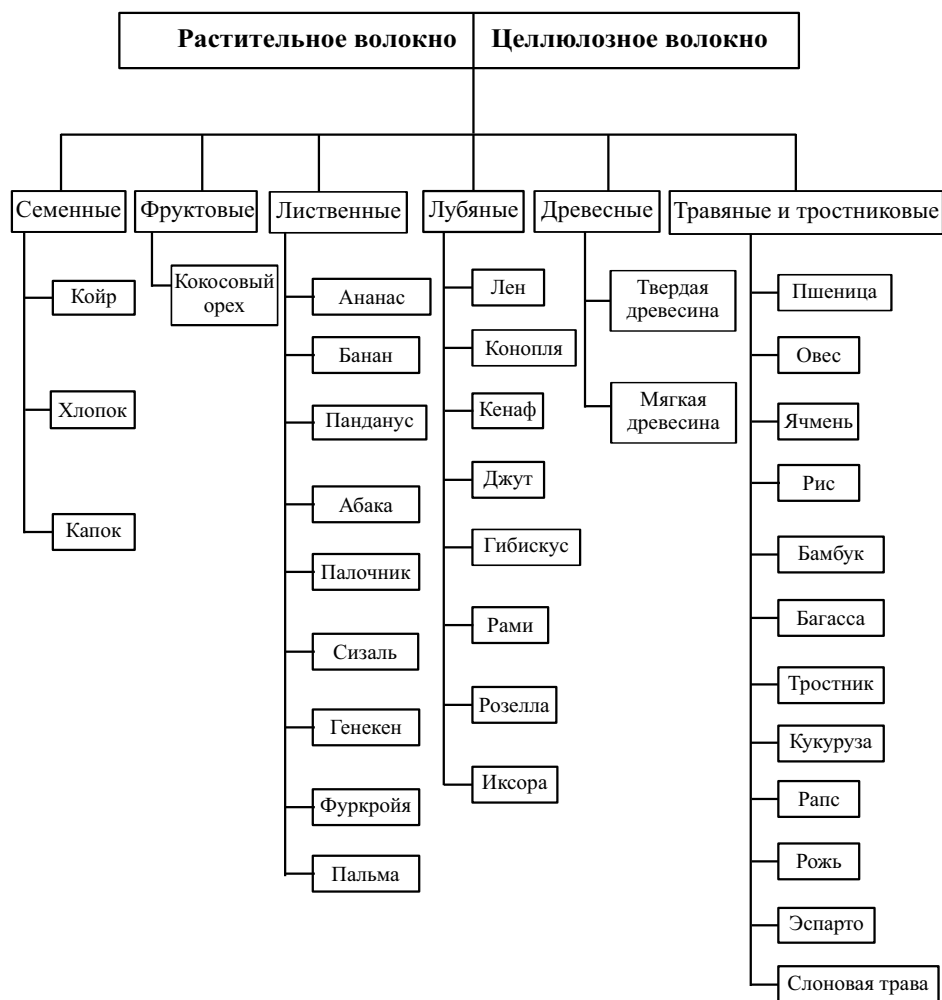 Растительное волокно Целлюлозное волокно
Семенные
Фруктовые
Лиственные
Лубяные
Древесные
Травяные и тростниковые
Койр
Хлопок
Капок
Кокосовый
орех
Ананас
Банан
Панданус
Абака
Палочник
Сизаль
Генекен
Фуркройя
Пальма
Лен
Конопля
Кенаф
Джут
Гибискус
Рами
Розелла
Иксора
Твердая
древесина
Мягкая
древесина
Пшеница
Овес
Ячмень
Рис
Бамбук
Багасса
Тростник
Кукуруза
Рапс
Рожь
Эспарто
Слоновая трава